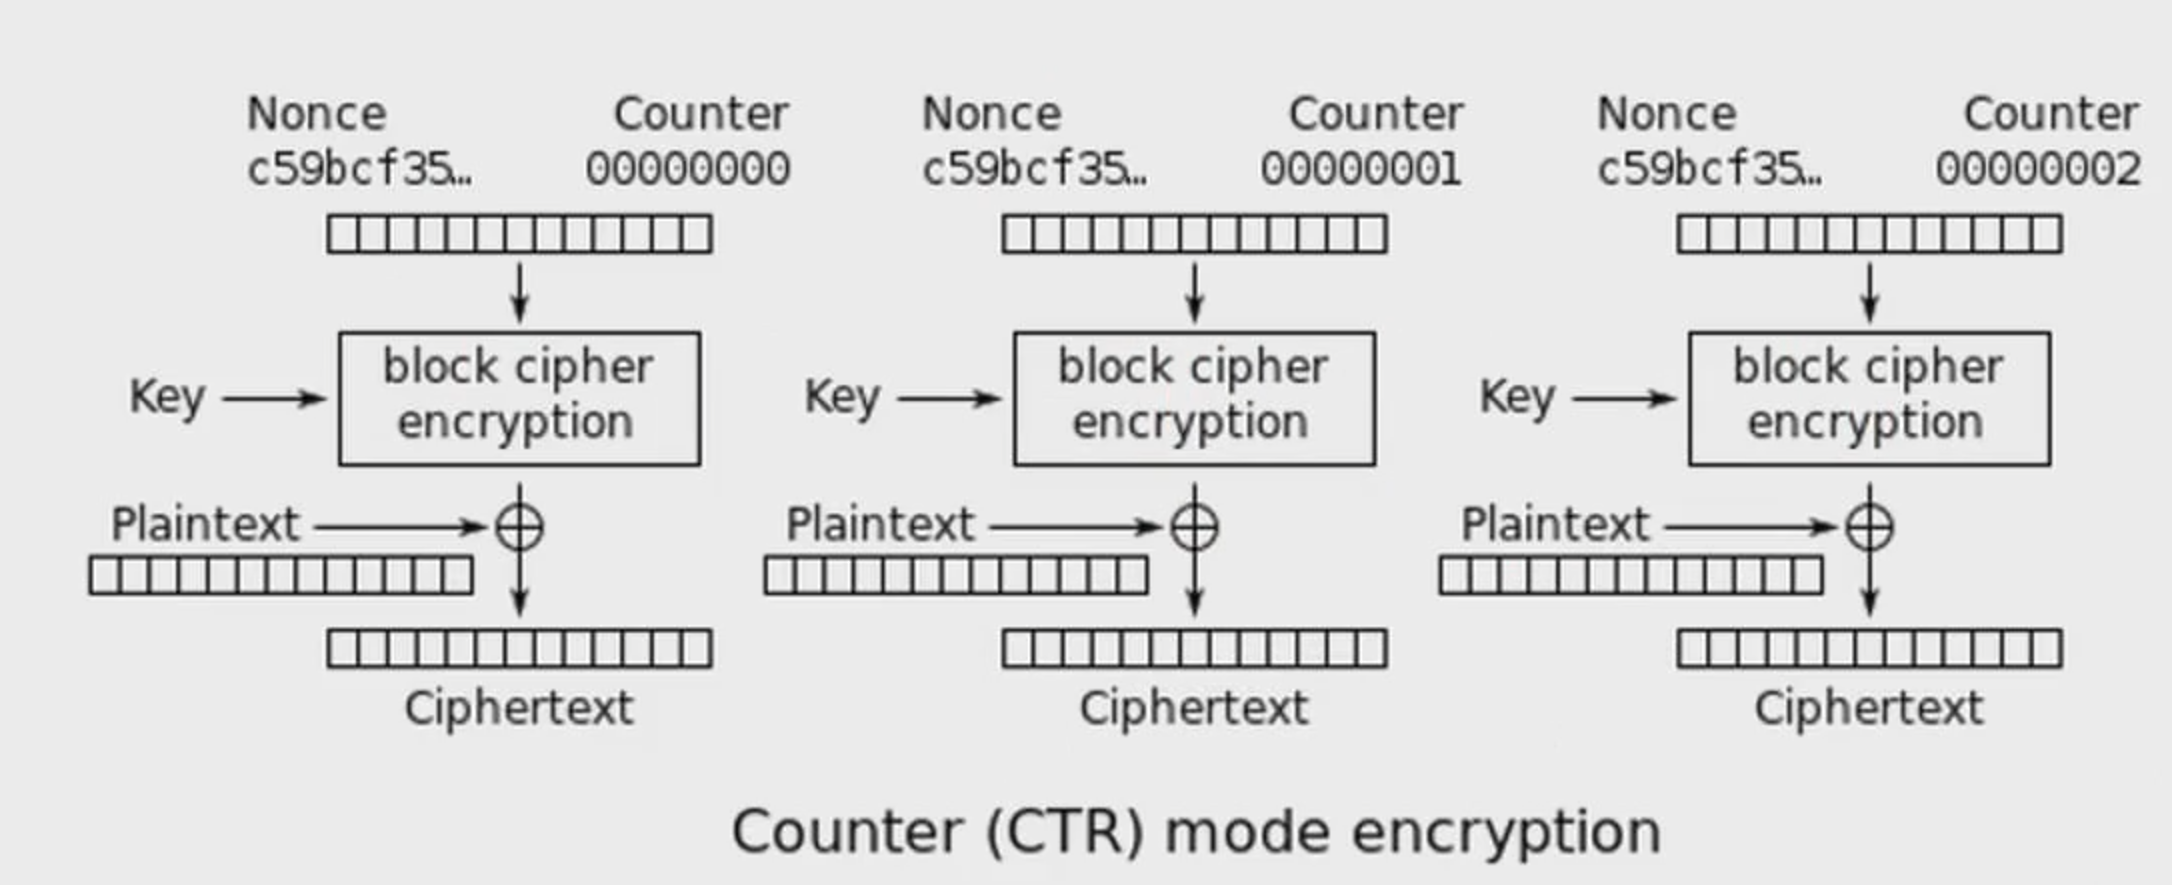 Nonce Counter Nonce Counter Nonce Counter
c59bcf35… 00000000 c59bcf35… 00000001 c59bcf35… 00000002
block cipher block cipher block cipher
Key Key Key
encryption encryption encryption
Plaintext Plaintext Plaintext
Ciphertext Ciphertext Ciphertext
Counter (CTR) mode encryption